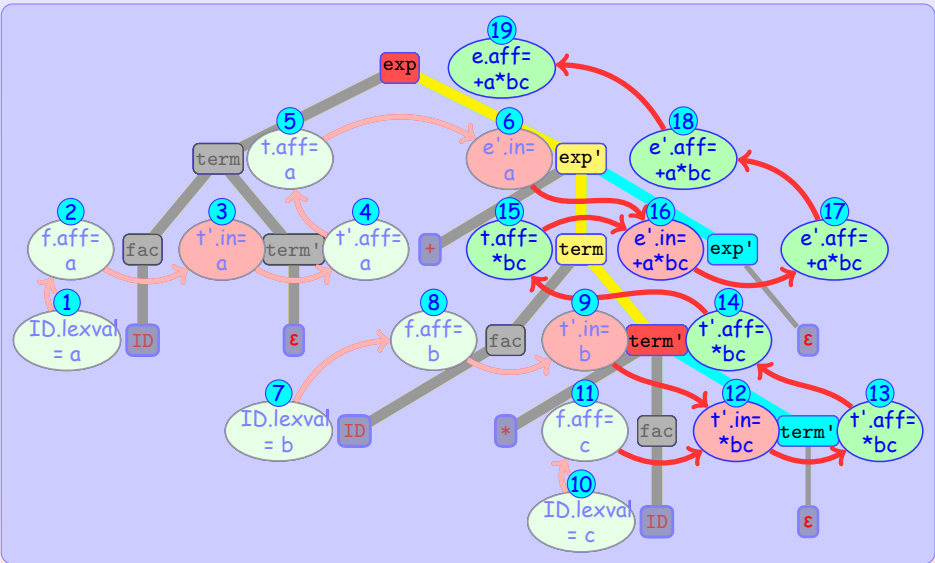 19
exp
e.aff=
+a*bc
5
6
18
term
t.aff=
a
e'.in=
a
exp'
e'.aff=
+a*bc
2
3
4
15
16
17
f.aff=
a
fac
t'.in=
a
term'
t'.aff=
a
+
t.aff=
*bc
term
e'.in=
+a*bc
exp'
e'.aff=
+a*bc
1
8
9
14
ID.lexval
= a
ID
ε
f.aff=
b
fac
t'.in=
b
term'
t'.aff=
*bc
ε
7
11
12
13
ID.lexval
= b
ID
*
f.aff=
c
fac
t'.in=
*bc
term'
t'.aff=
*bc
10
ID.lexval
= c
ID
ε